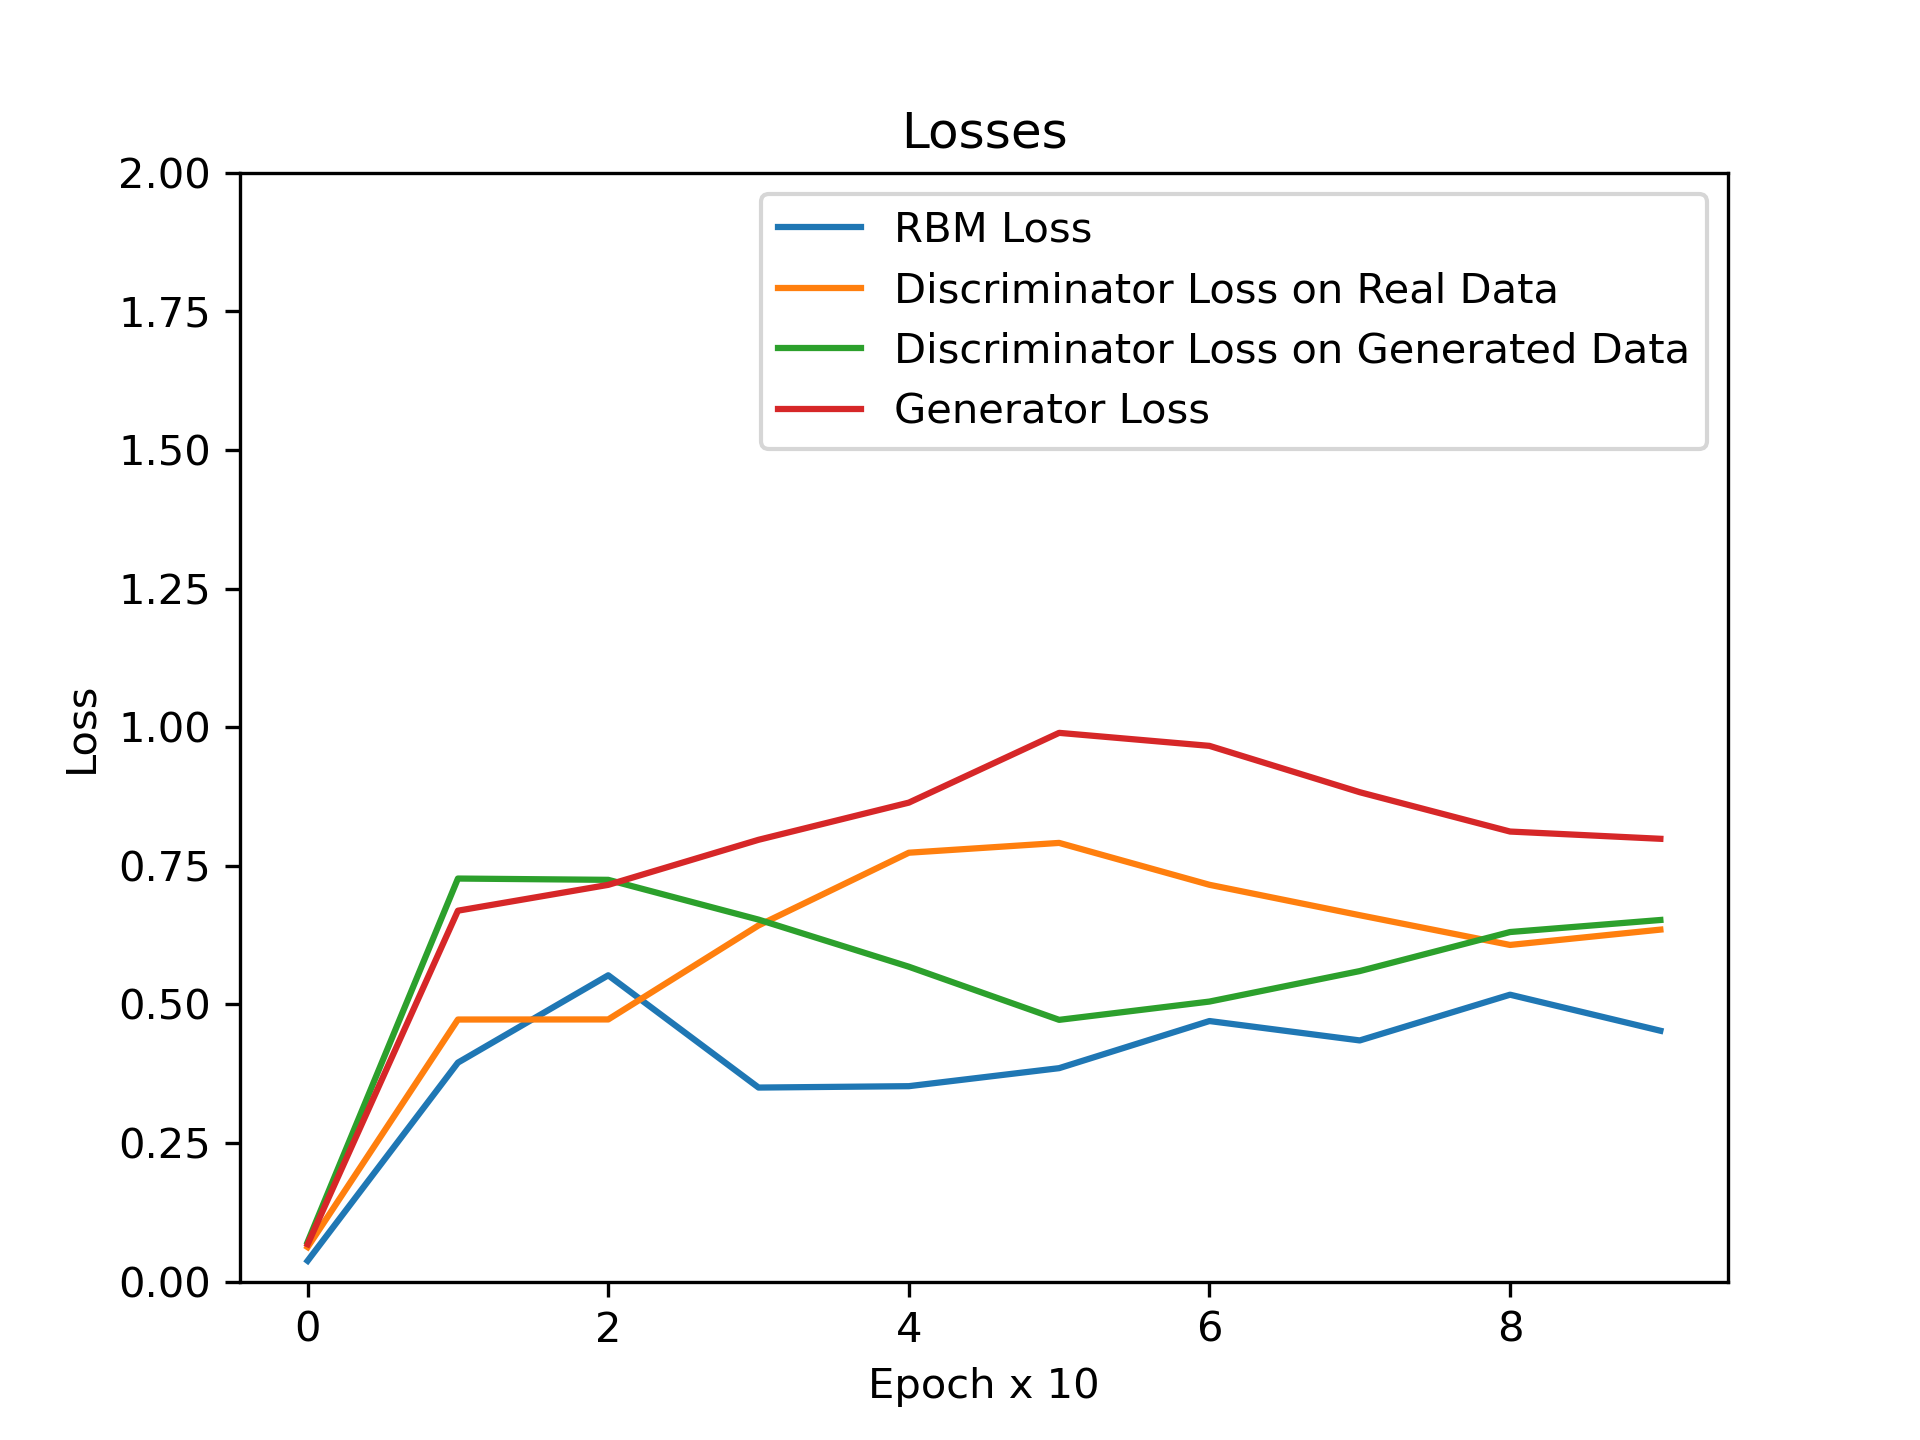 Losses
2.00
1.75
1.50
1.25
1.00
0.75
0.50
0.25
0.00
Loss
RBM Loss
Discriminator Loss on Real Data
Discriminator Loss on Generated Data
Generator Loss
0 2 4 6 8
Epoch x 10